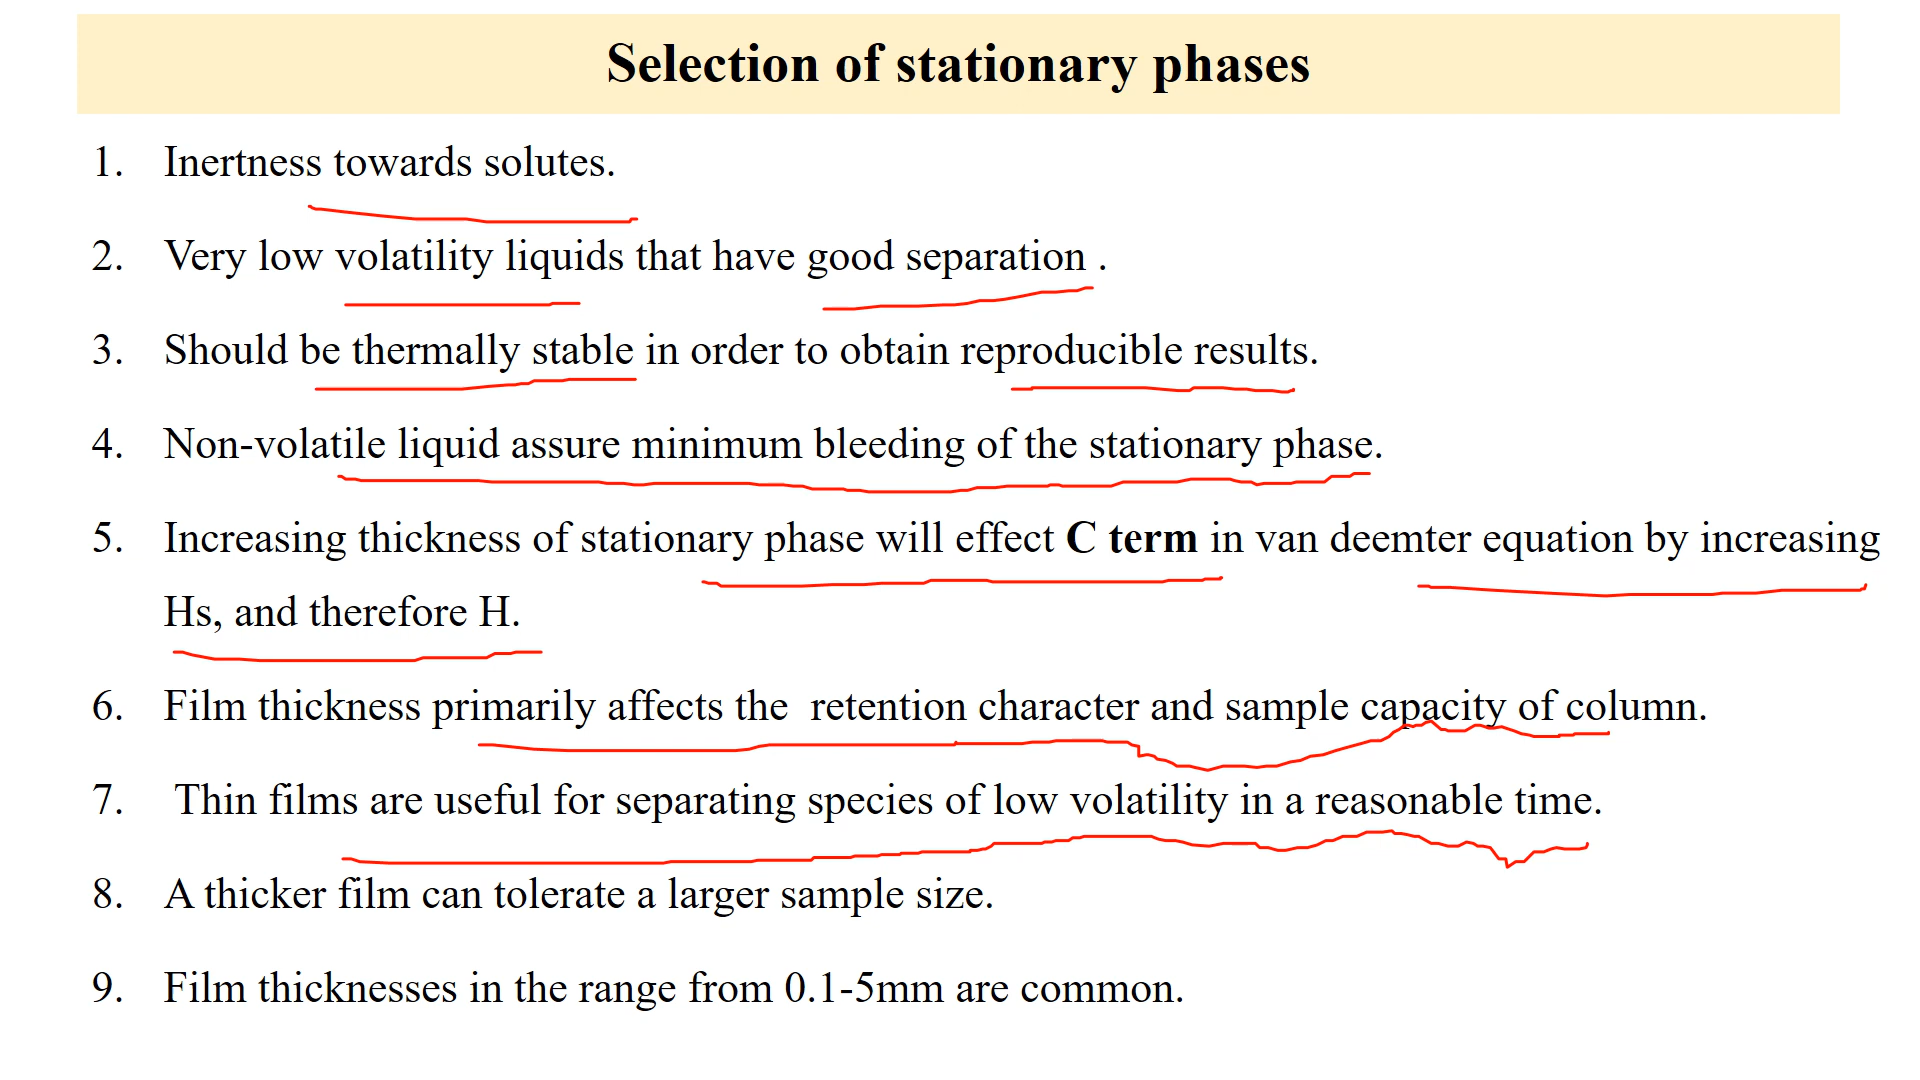 Selection of stationary phases
1. Inertness towards solutes.
2. Very low volatility liquids that have good separation .
3. Should be thermally stable in order to obtain reproducible results.
4. Non-volatile liquid assure minimum bleeding of the stationary phase.
5. Increasing thickness of stationary phase will effect C term in van deemter equation by increasing
Hs, and therefore H.
6. Film thickness primarily affects the  retention character and sample capacity of column.
7. Thin films are useful for separating species of low volatility in a reasonable time.
8. A thicker film can tolerate a larger sample size.
9. Film thicknesses in the range from 0.1-5mm are common.